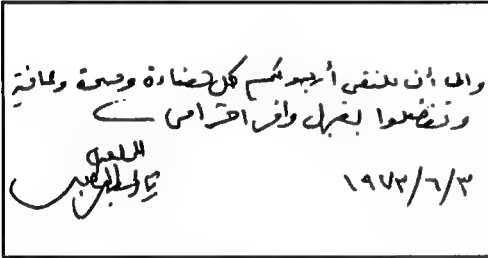 والى أن نلتقي أرجو لكم كل سعادة وصحة وعافية
وتفضلوا بقبول وافر احترامي
المخلص
١٩٧٣/٦/٣